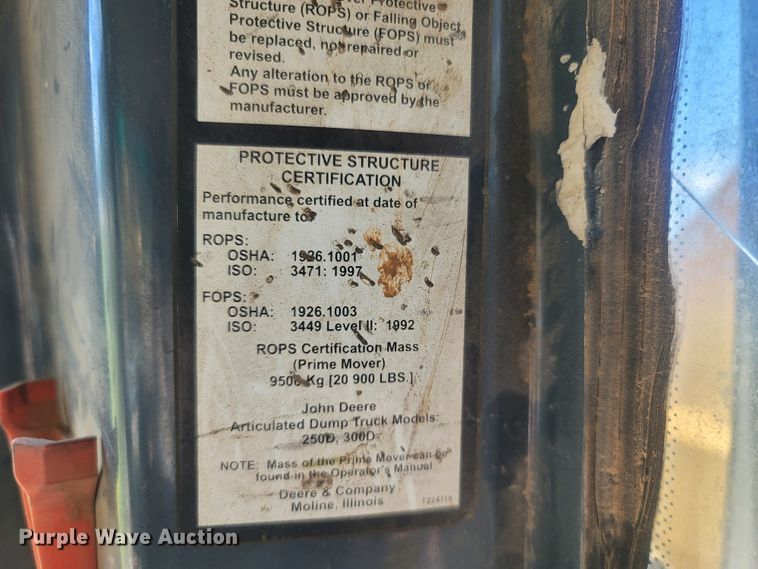 Protective
Structure (ROPS) or Falling Object
Protective Structure (FOPS) must
be replaced, not repaired or
revised.
Any alteration to the ROPS or
FOPS must be approved by the
manufacturer.
PROTECTIVE STRUCTURE
CERTIFICATION
Performance certified at date of
manufacture to:
ROPS:
OSHA: 1926.1001
ISO: 3471: 1997
FOPS:
OSHA: 1926.1003
ISO: 3449 Level II: 1992
ROPS Certification Mass
(Prime Mover)
9500 Kg [20 900 LBS.]
John Deere
Articulated Dump Truck Models:
250D, 300D
NOTE: Mass of the Prime Mover can be
found in the Operator's Manual
Deere & Company
Moline, Illinois
Purple Wave Auction